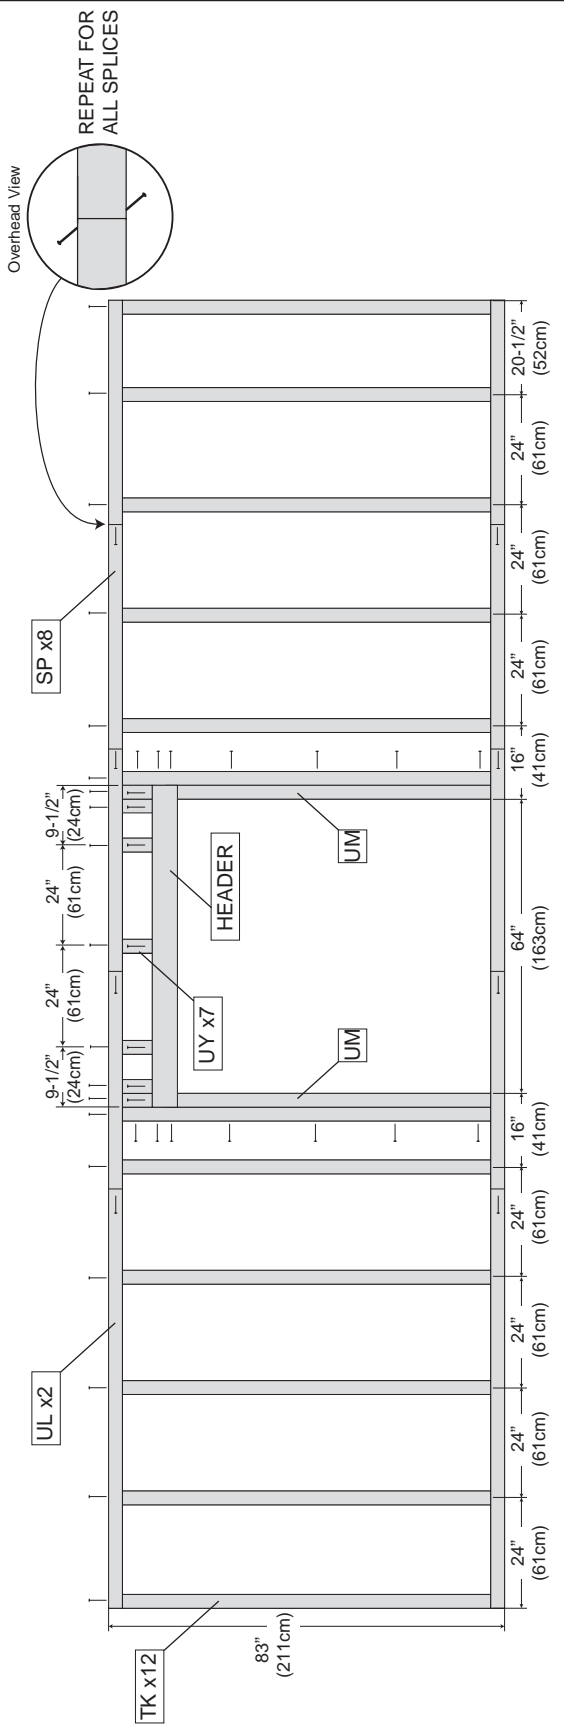 Overhead View
REPEAT FOR
ALL SPLICES
UL x2
SP x8
9-1/2”
(24cm)
24”
(61cm)
24”
(61cm)
9-1/2”
(24cm)
TK x12
UY x7
HEADER
83”
(211cm)
UM
UM
24”
(61cm)
24”
(61cm)
24”
(61cm)
24”
(61cm)
16”
(41cm)
64”
(163cm)
16”
(41cm)
24”
(61cm)
24”
(61cm)
24”
(61cm)
20-1/2”
(52cm)